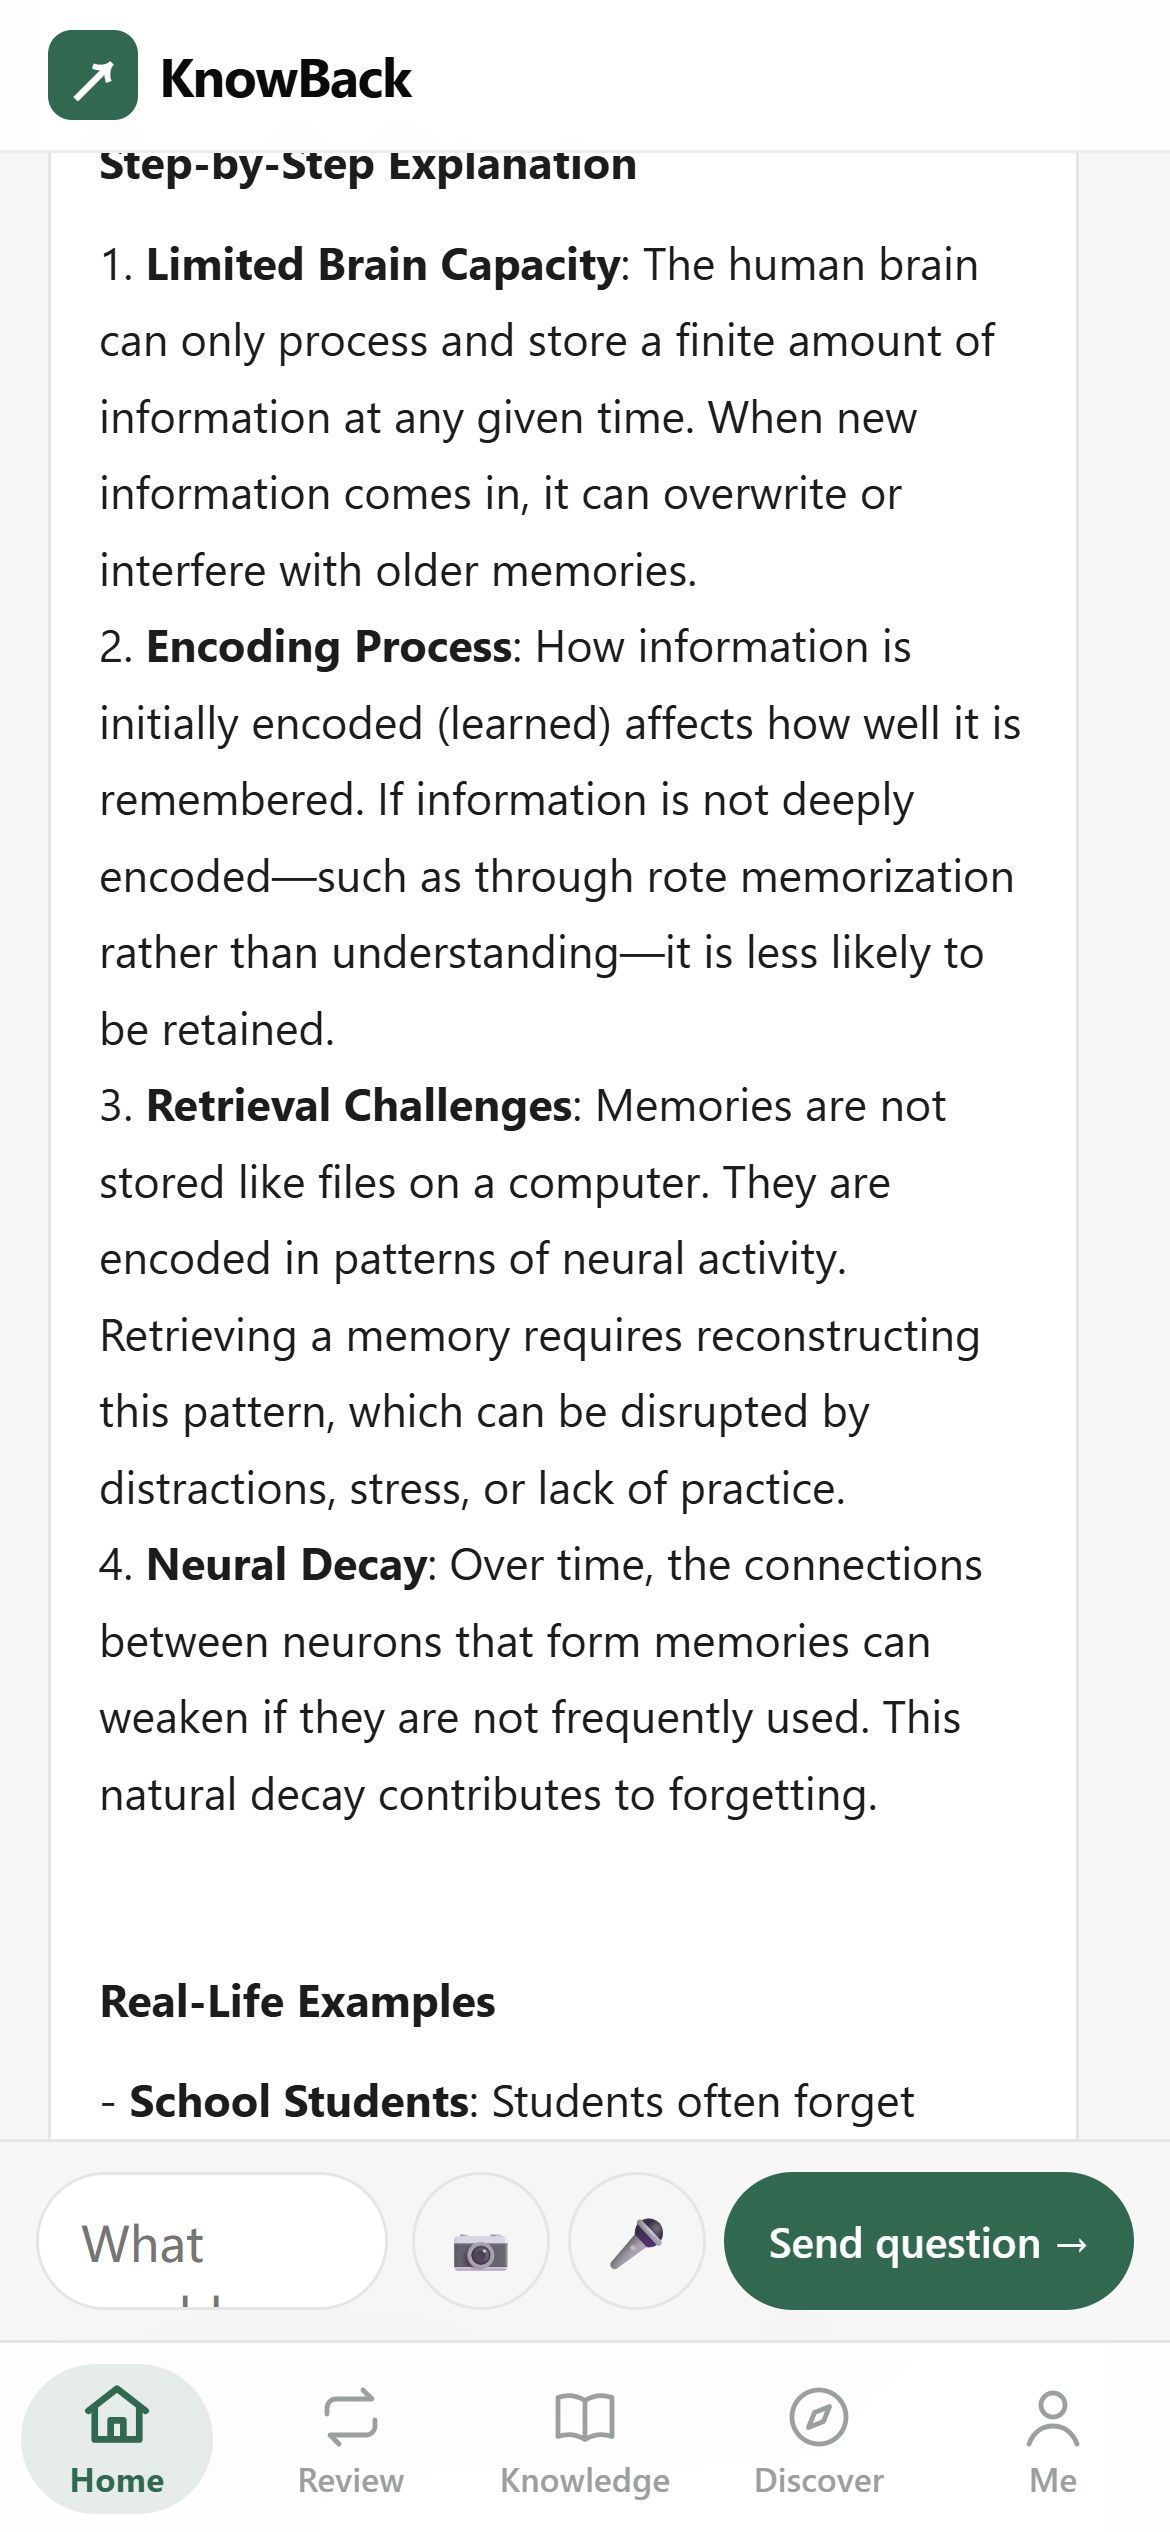 KnowBack
Step-by-Step Explanation
1. Limited Brain Capacity: The human brain
can only process and store a finite amount of
information at any given time. When new
information comes in, it can overwrite or
interfere with older memories.
2. Encoding Process: How information is
initially encoded (learned) affects how well it is
remembered. If information is not deeply
encoded—such as through rote memorization
rather than understanding—it is less likely to
be retained.
3. Retrieval Challenges: Memories are not
stored like files on a computer. They are
encoded in patterns of neural activity.
Retrieving a memory requires reconstructing
this pattern, which can be disrupted by
distractions, stress, or lack of practice.
4. Neural Decay: Over time, the connections
between neurons that form memories can
weaken if they are not frequently used. This
natural decay contributes to forgetting.
Real-Life Examples
- School Students: Students often forget
What
Send question →
Home
Review
Knowledge
Discover
Me